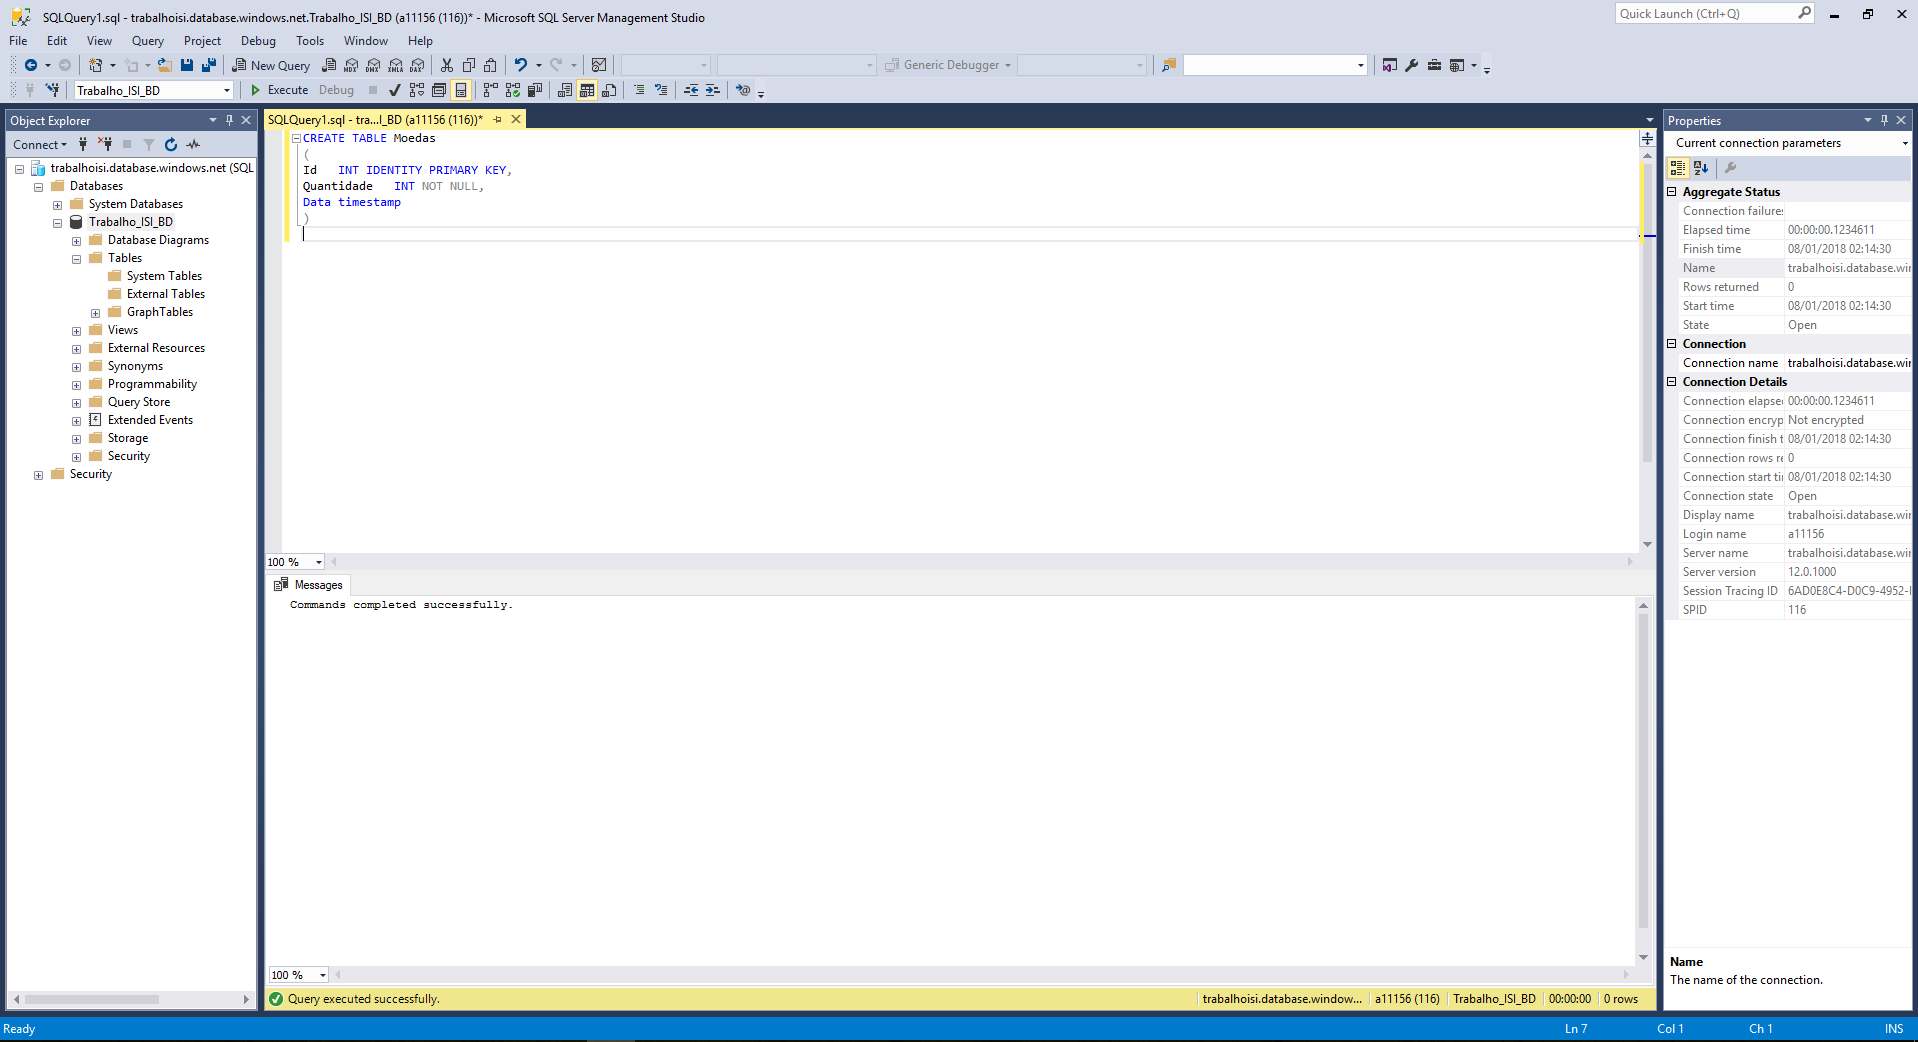 SQLQuery1.sql - trabalhoisi.database.windows.net.Trabalho_ISI_BD (a11156 (116))* - Microsoft SQL Server Management Studio
Quick Launch (Ctrl+Q)
File Edit View Query Project Debug Tools Window Help
New Query
MDX DMX XMLA DAX
Generic Debugger
Trabalho_ISI_BD
Execute Debug
Object Explorer
Connect
trabalhoisi.database.windows.net (SQL
Databases
System Databases
Trabalho_ISI_BD
Database Diagrams
Tables
System Tables
External Tables
GraphTables
Views
External Resources
Synonyms
Programmability
Query Store
Extended Events
Storage
Security
Security
SQLQuery1.sql - tra...I_BD (a11156 (116))*
CREATE TABLE Moedas
(
Id INT IDENTITY PRIMARY KEY,
Quantidade INT NOT NULL,
Data timestamp
)
100 %
Messages
Commands completed successfully.
100 %
Query executed successfully.
trabalhoisi.database.window... a11156 (116) Trabalho_ISI_BD 00:00:00 0 rows
Properties
Current connection parameters
Aggregate Status
Connection failures
Elapsed time 00:00:00.1234611
Finish time 08/01/2018 02:14:30
Name trabalhoisi.database.wi
Rows returned 0
Start time 08/01/2018 02:14:30
State Open
Connection
Connection name trabalhoisi.database.wi
Connection Details
Connection elapse 00:00:00.1234611
Connection encryp Not encrypted
Connection finish t 08/01/2018 02:14:30
Connection rows re 0
Connection start ti 08/01/2018 02:14:30
Connection state Open
Display name trabalhoisi.database.wi
Login name a11156
Server name trabalhoisi.database.wi
Server version 12.0.1000
Session Tracing ID 6AD0E8C4-D0C9-4952-
SPID 116
Name
The name of the connection.
Ready
Ln 7 Col 1 Ch 1 INS